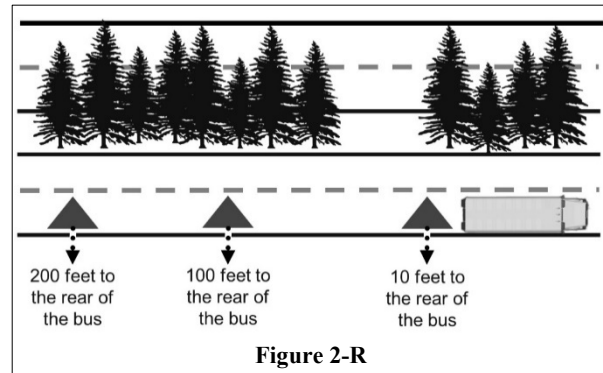 200 feet to
the rear of
the bus
100 feet to
the rear of
the bus
10 feet to
the rear of
the bus
Figure 2-R